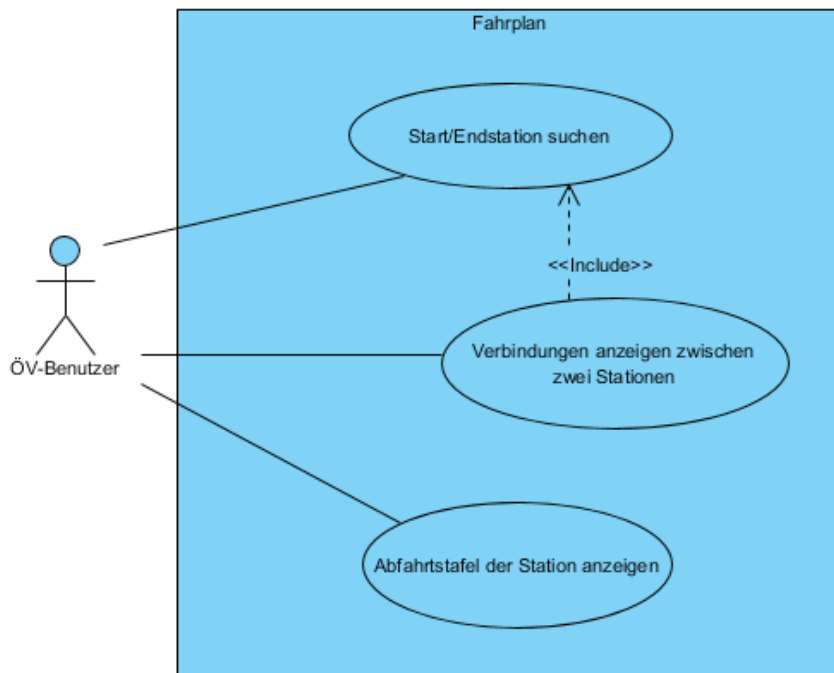 Fahrplan
Start/Endstation suchen
<<Include>>
Verbindungen anzeigen zwischen
zwei Stationen
ÖV-Benutzer
Abfahrtstafel der Station anzeigen